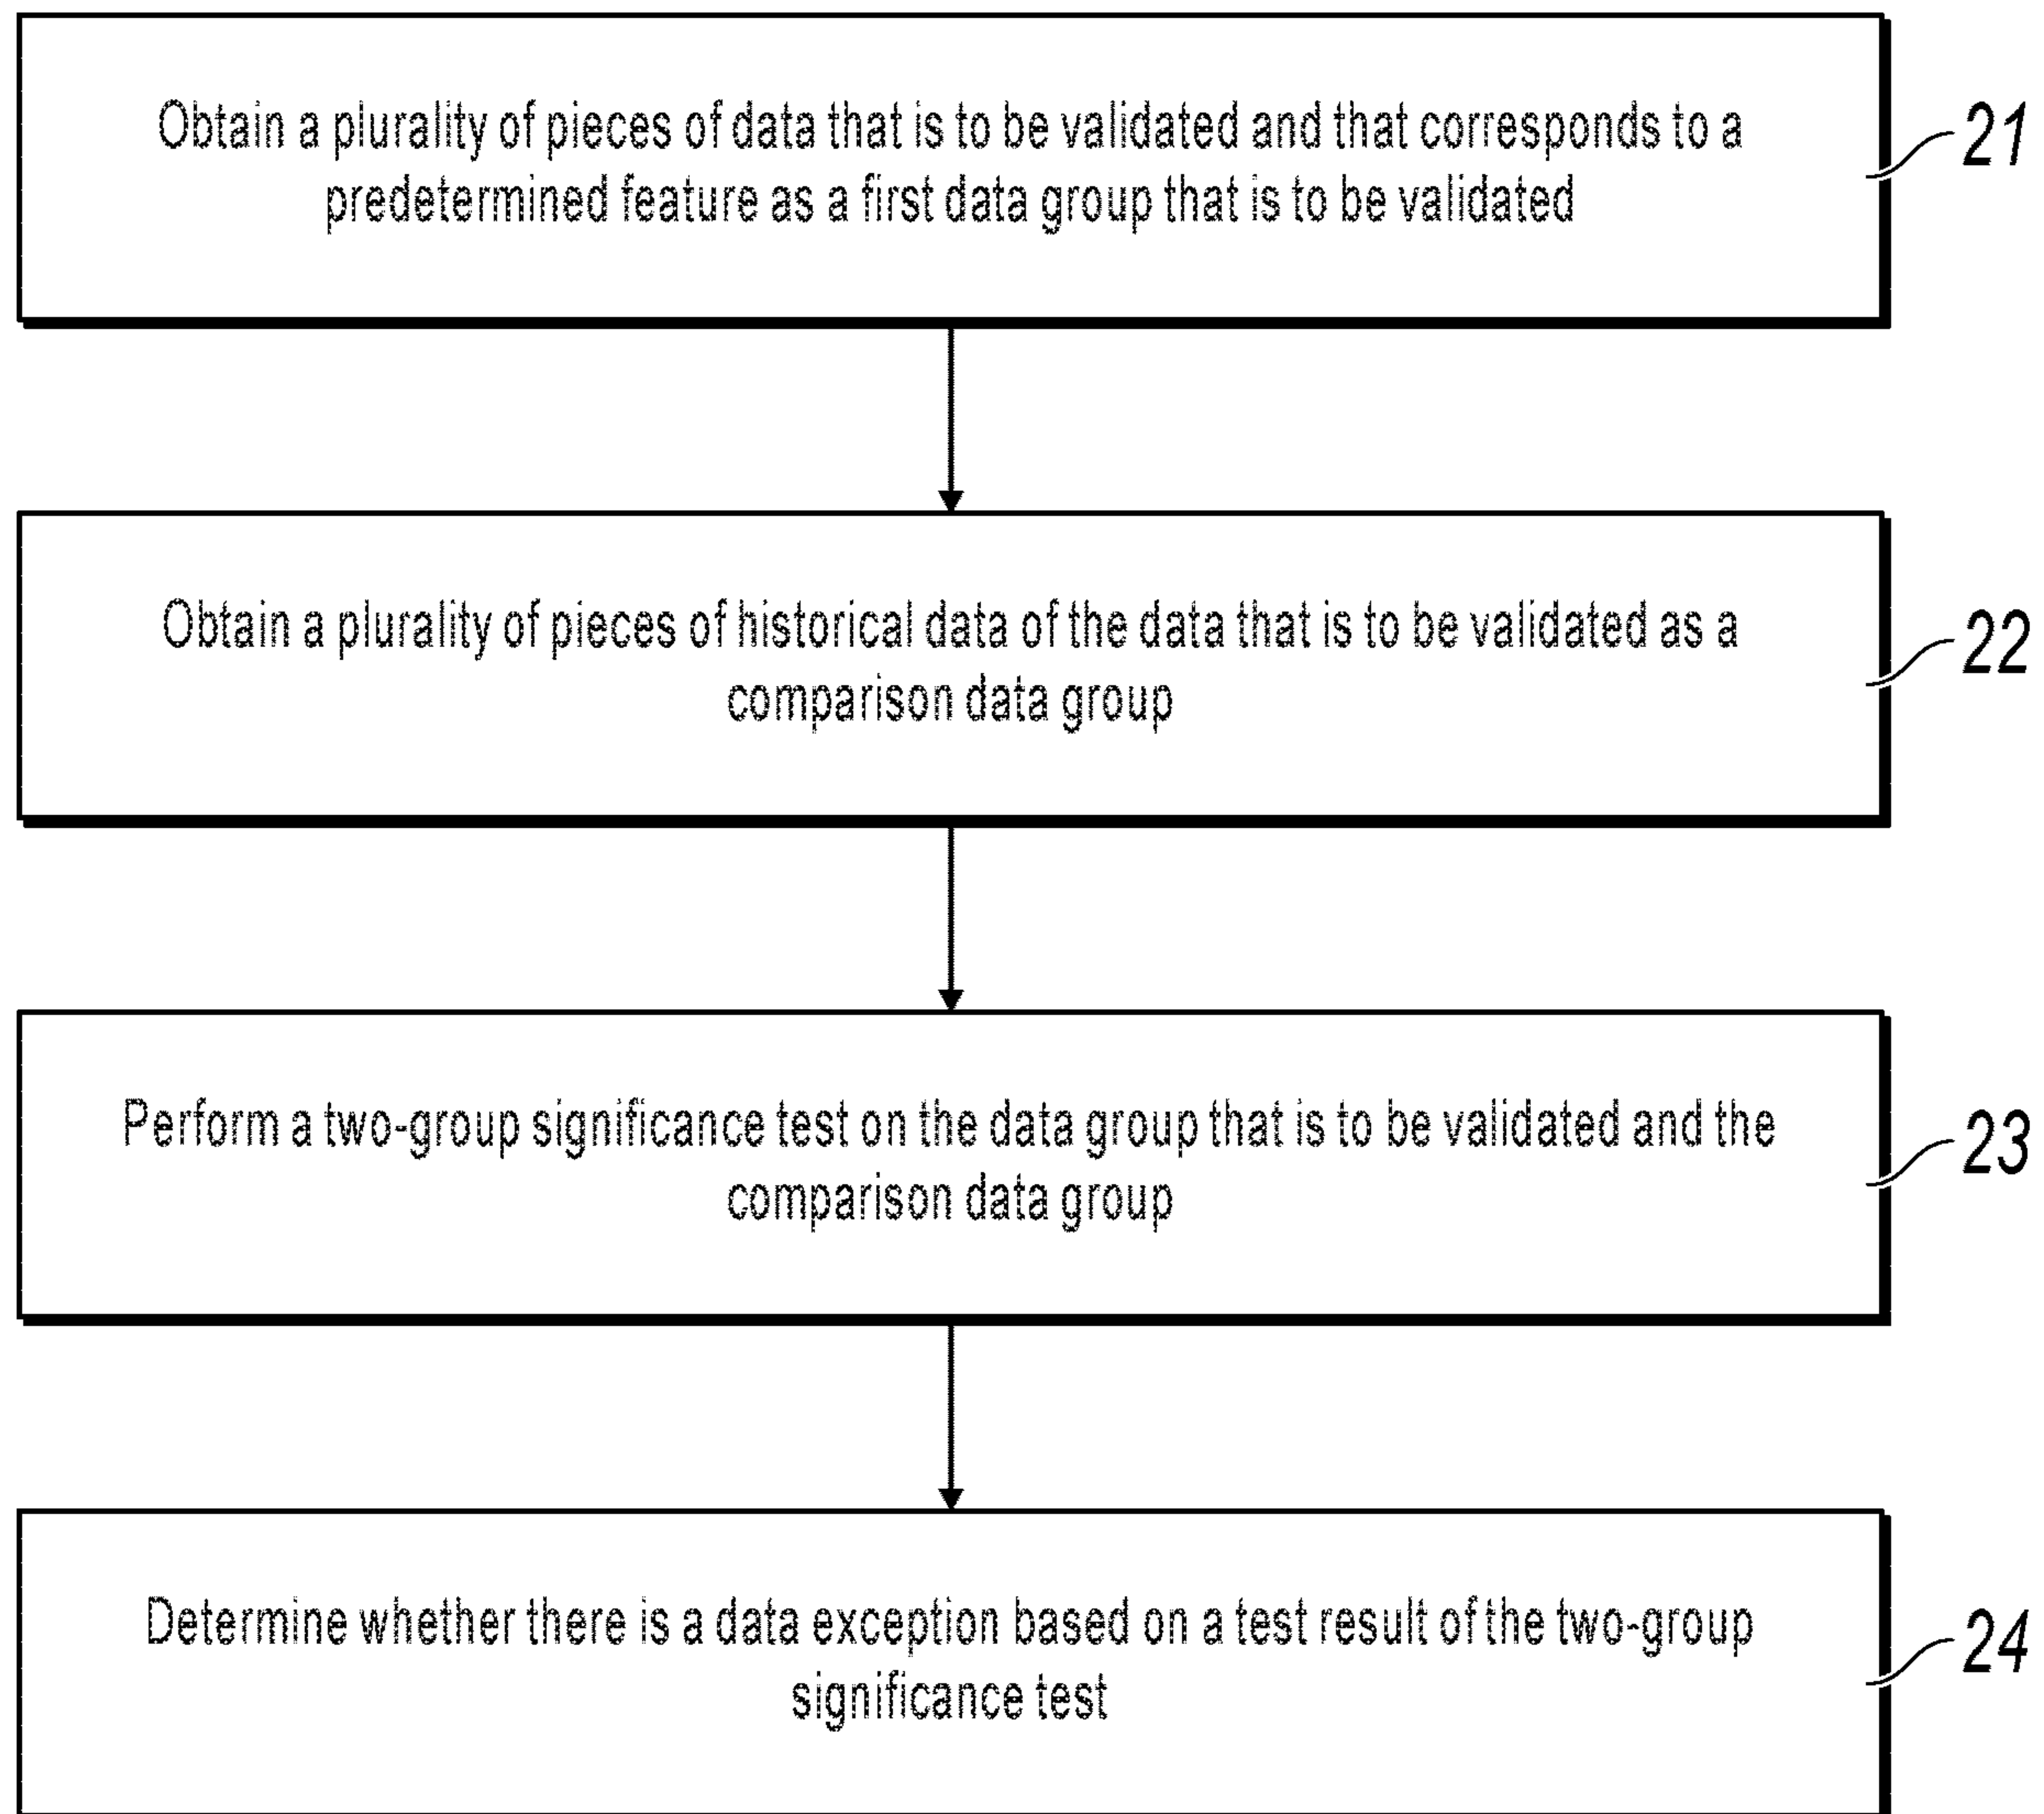 Obtain a plurality of pieces of data that is to be validated and that corresponds to a
predetermined feature as a first data group that is to be validated
21
Obtain a plurality of pieces of historical data of the data that is to be validated as a
comparison data group
22
Perform a two-group significance test on the data group that is to be validated and the
comparison data group
23
Determine whether there is a data exception based on a test result of the two-group
significance test
24